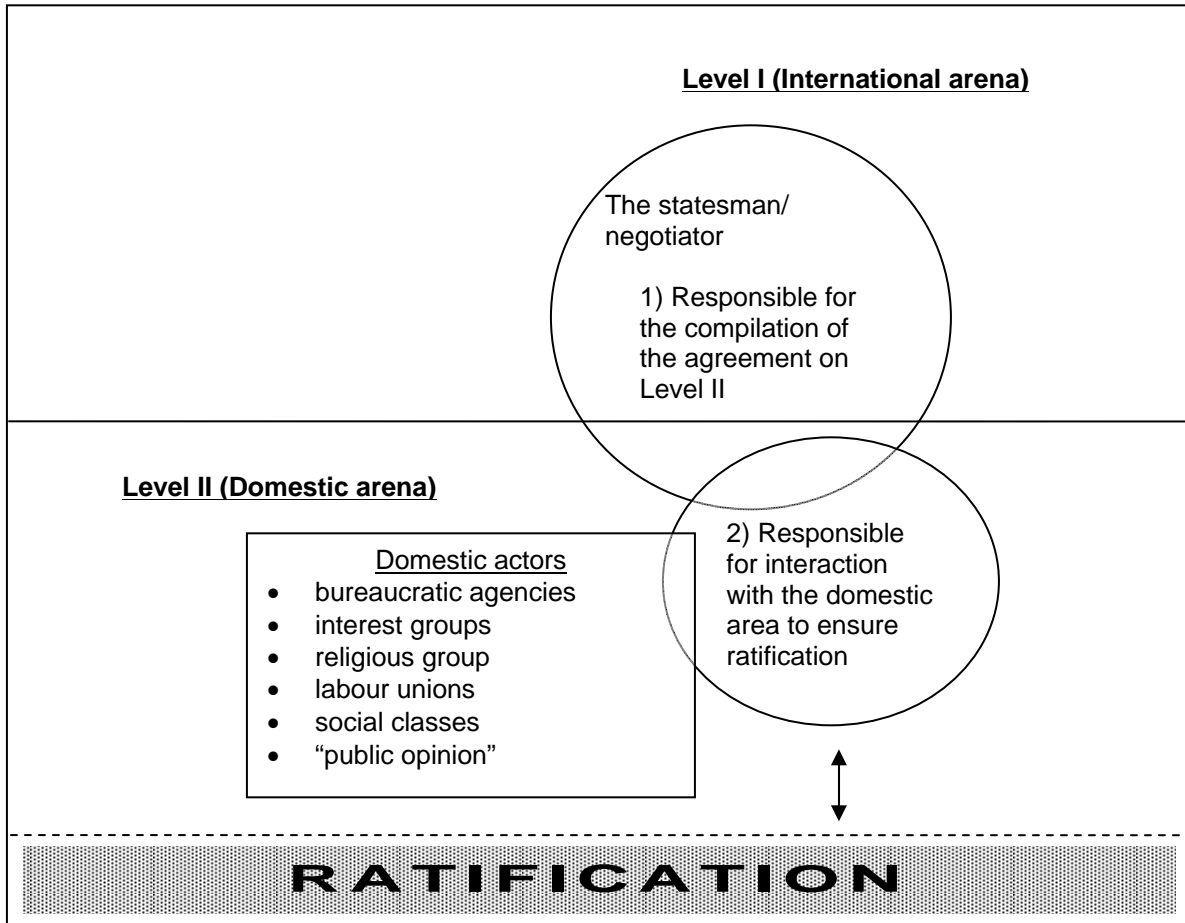 Level I (International arena)
The statesman/
negotiator
1) Responsible for
the compilation of
the agreement on
Level II
Level II (Domestic arena)
Domestic actors
• bureaucratic agencies
• interest groups
• religious group
• labour unions
• social classes
• “public opinion”
2) Responsible
for interaction
with the domestic
area to ensure
ratification
RATIFICATION